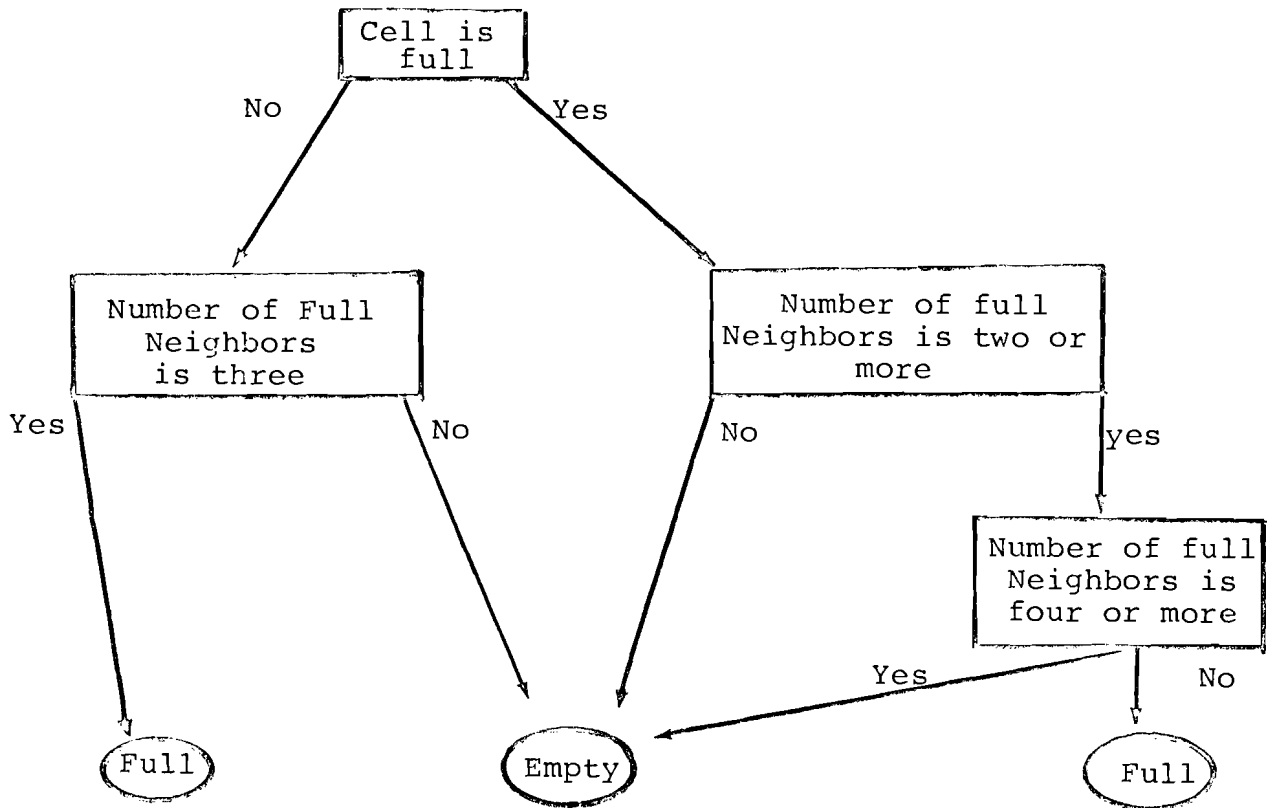 Cell is
full
No
Yes
Number of Full
Neighbors
is three
Number of full
Neighbors is two or
more
Yes
No
No
yes
Number of full
Neighbors is
four or more
Yes
No
Full
Empty
Full